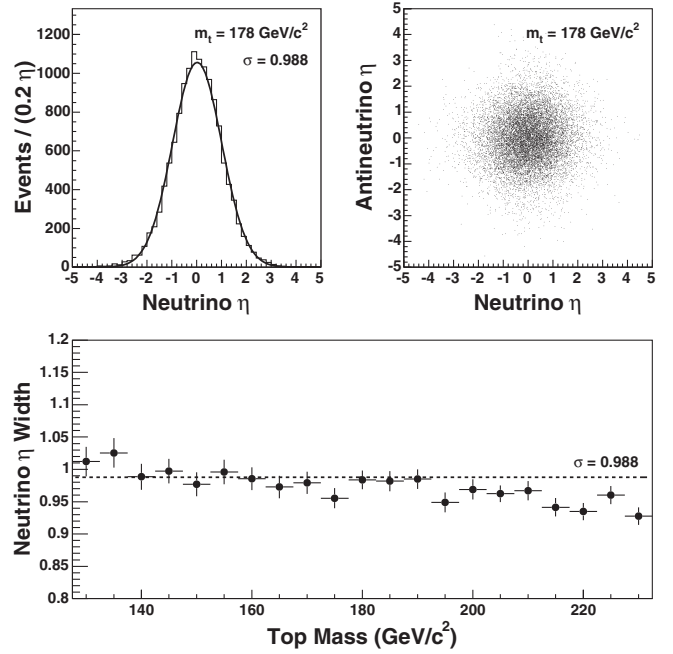 m_t = 178 GeV/c²
σ = 0.988
Events / (0.2 η)
1200
1000
800
600
400
200
0
-5 -4 -3 -2 -1 0 1 2 3 4 5
Neutrino η
m_t = 178 GeV/c²
Antineutrino η
5
4
3
2
1
0
-1
-2
-3
-4
-5
-5 -4 -3 -2 -1 0 1 2 3 4 5
Neutrino η
Neutrino η Width
1.2
1.15
1.1
1.05
1
0.95
0.9
0.85
0.8
σ = 0.988
140 160 180 200 220
Top Mass (GeV/c²)